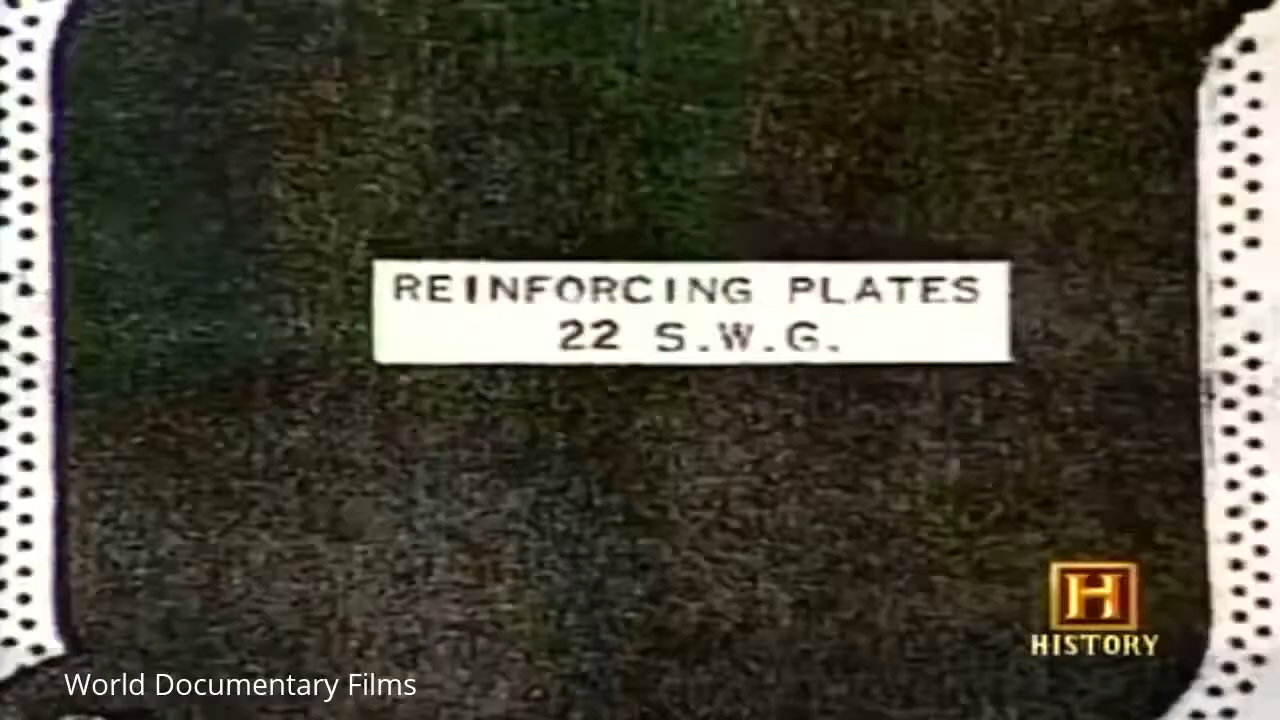 REINFORCING PLATES
22 S.W.G.
H
HISTORY
World Documentary Films